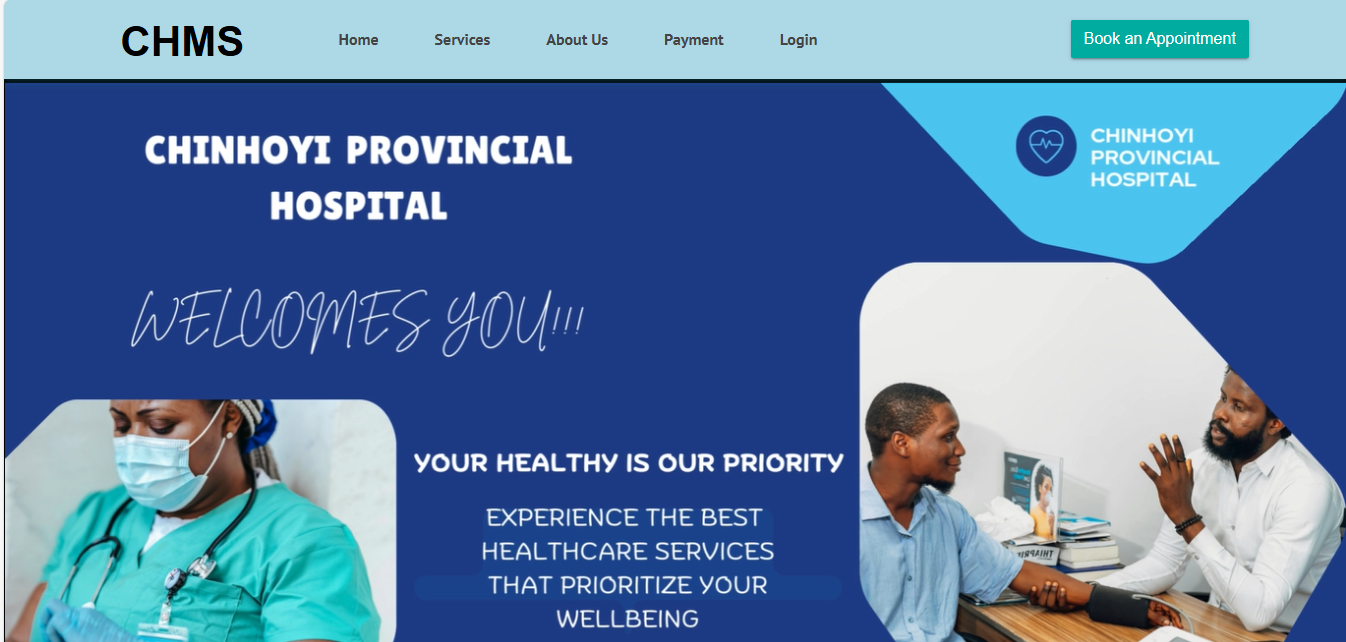 CHMS
Home
Services
About Us
Payment
Login
Book an Appointment
CHINHOYI PROVINCIAL
HOSPITAL
CHINHOYI
PROVINCIAL
HOSPITAL
WELCOMES YOU!!!
YOUR HEALTHY IS OUR PRIORITY
EXPERIENCE THE BEST
HEALTHCARE SERVICES
THAT PRIORITIZE YOUR
WELLBEING